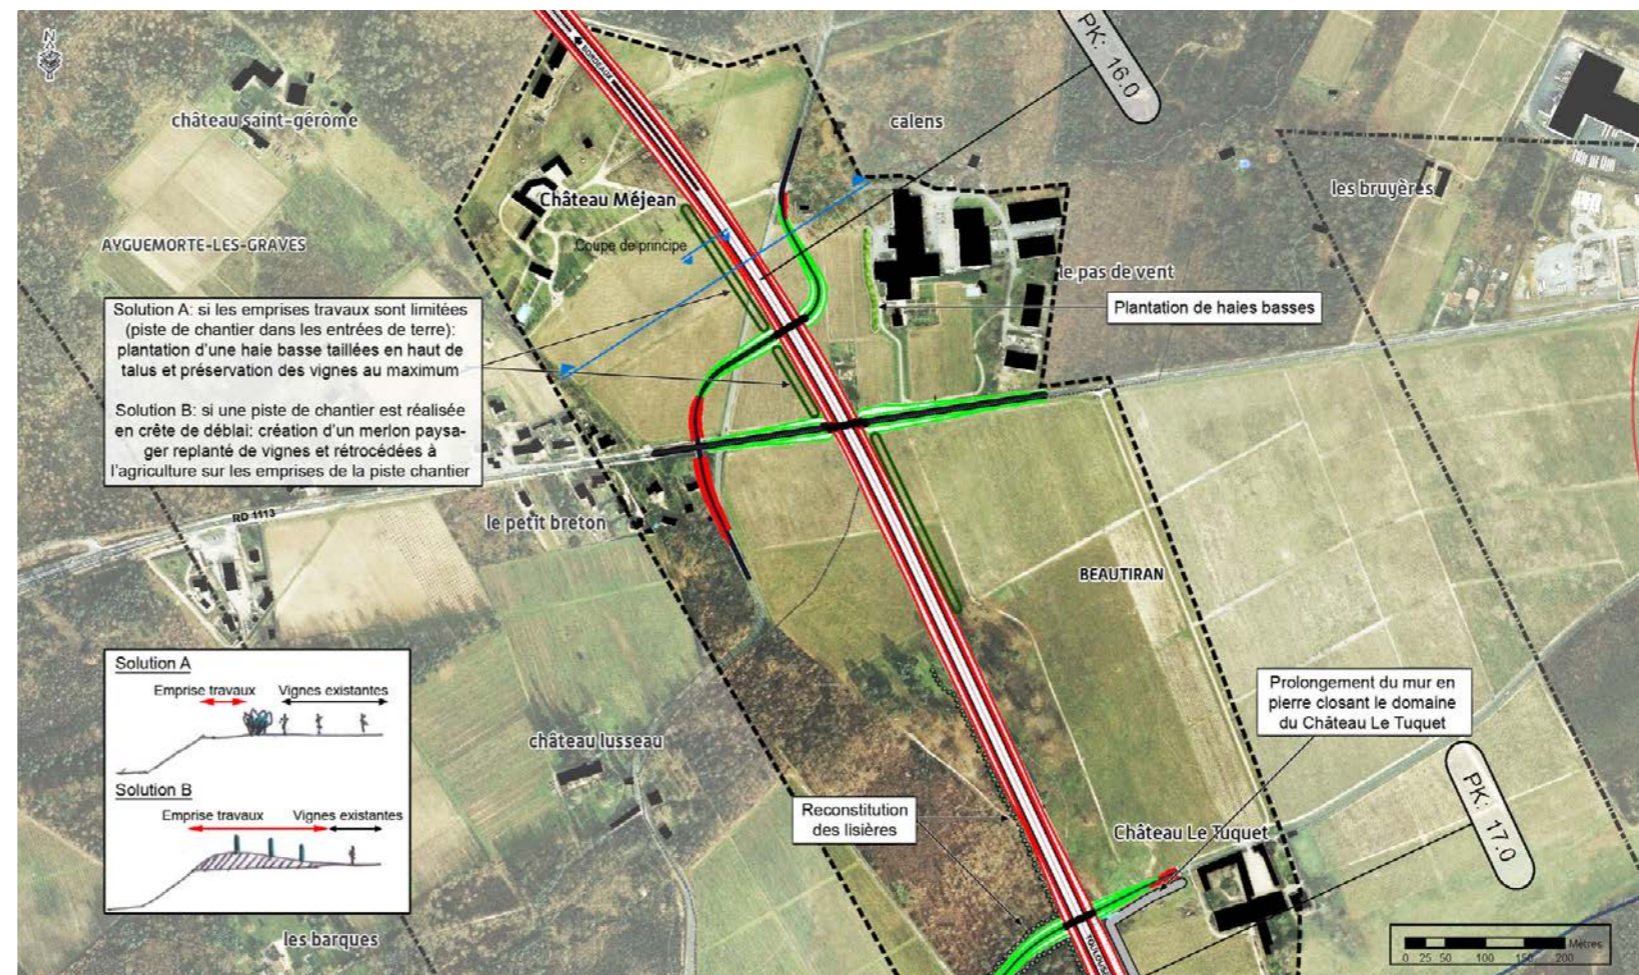 N
BORDEAUX
PK: 16.0
château saint-gérôme
calens
les bruyères
Château Méjean
AYGUEMORTE-LES-GRAVES
Coupe de principe
le pas de vent
Plantation de haies basses
Solution A: si les emprises travaux sont limitées
(piste de chantier dans les entrées de terre):
plantation d'une haie basse taillées en haut de
talus et préservation des vignes au maximum
Solution B: si une piste de chantier est réalisée
en crête de déblai: création d'un merlon paysa-
ger replanté de vignes et rétrocédées à
l'agriculture sur les emprises de la piste chantier
RD 1113
le petit breton
BEAUTIRAN
Solution A
Emprise travaux Vignes existantes
Solution B
Emprise travaux Vignes existantes
château lusseau
Prolongement du mur en
pierre closant le domaine
du Château Le Tuquet
Reconstitution
des lisières
Château Le Tuquet
PK: 17.0
les barques
TOULOUSE
Mètres
0 25 50 100 150 200